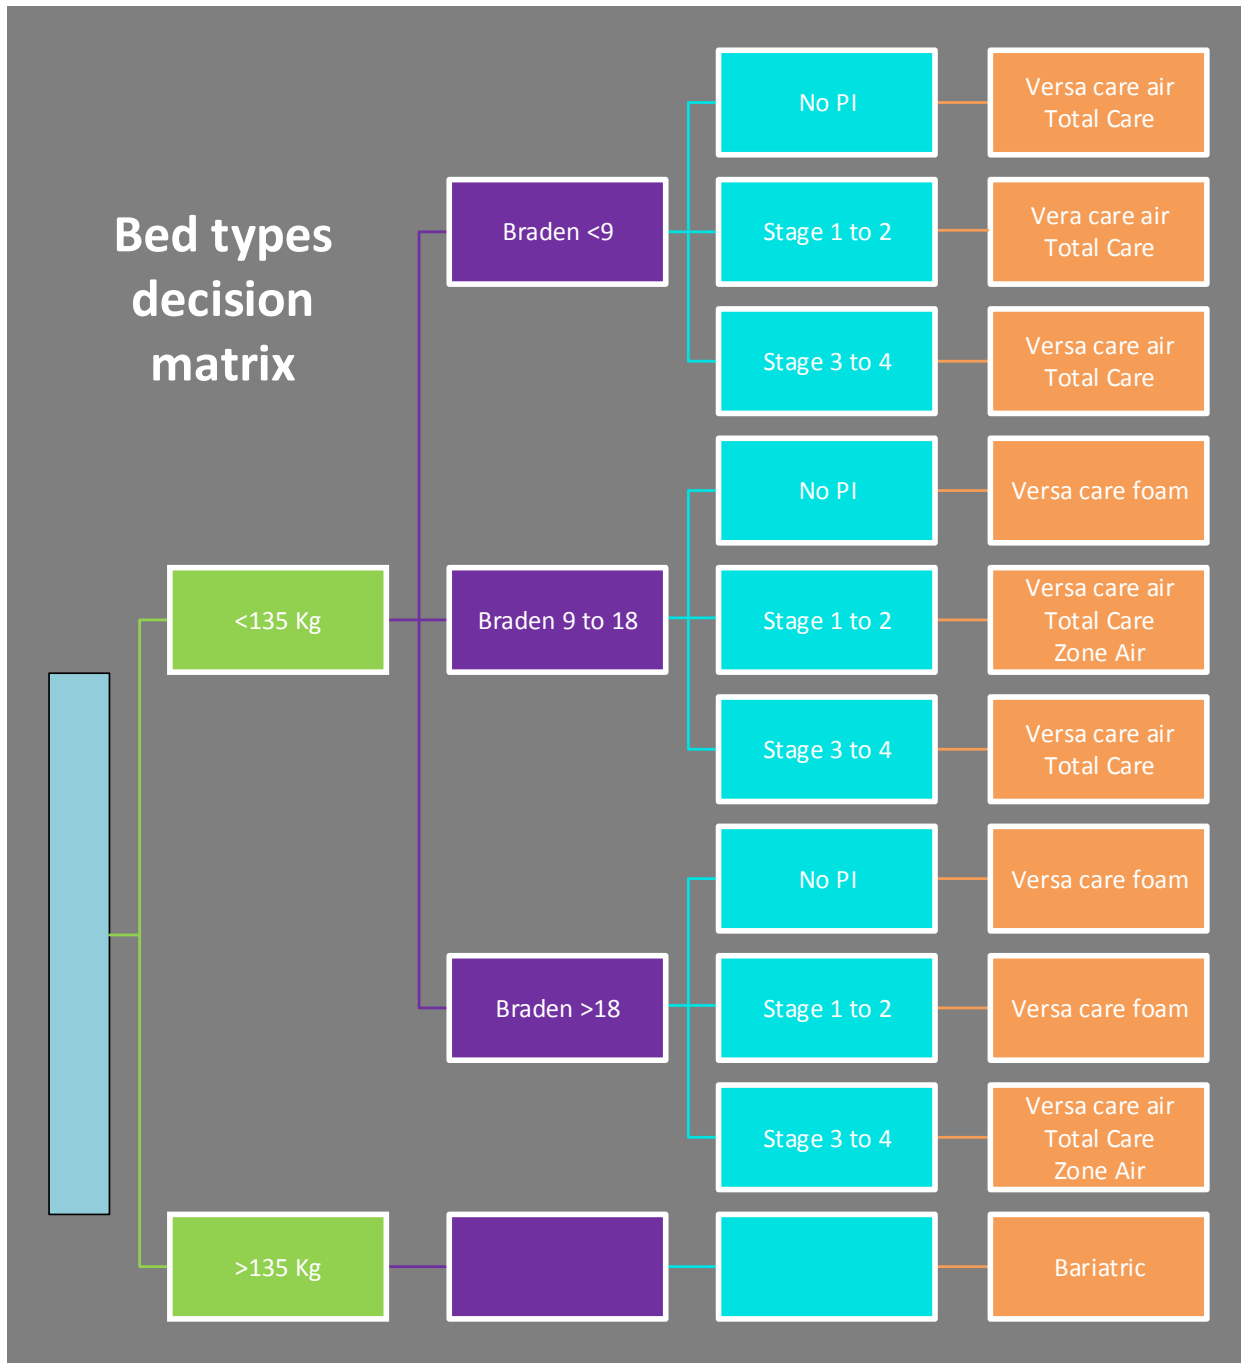 Bed types
decision
matrix
<135 Kg
Braden <9
No PI
Versa care air
Total Care
Stage 1 to 2
Vera care air
Total Care
Stage 3 to 4
Versa care air
Total Care
Braden 9 to 18
No PI
Versa care foam
Stage 1 to 2
Versa care air
Total Care
Zone Air
Stage 3 to 4
Versa care air
Total Care
Braden >18
No PI
Versa care foam
Stage 1 to 2
Versa care foam
Stage 3 to 4
Versa care air
Total Care
Zone Air
>135 Kg
Bariatric